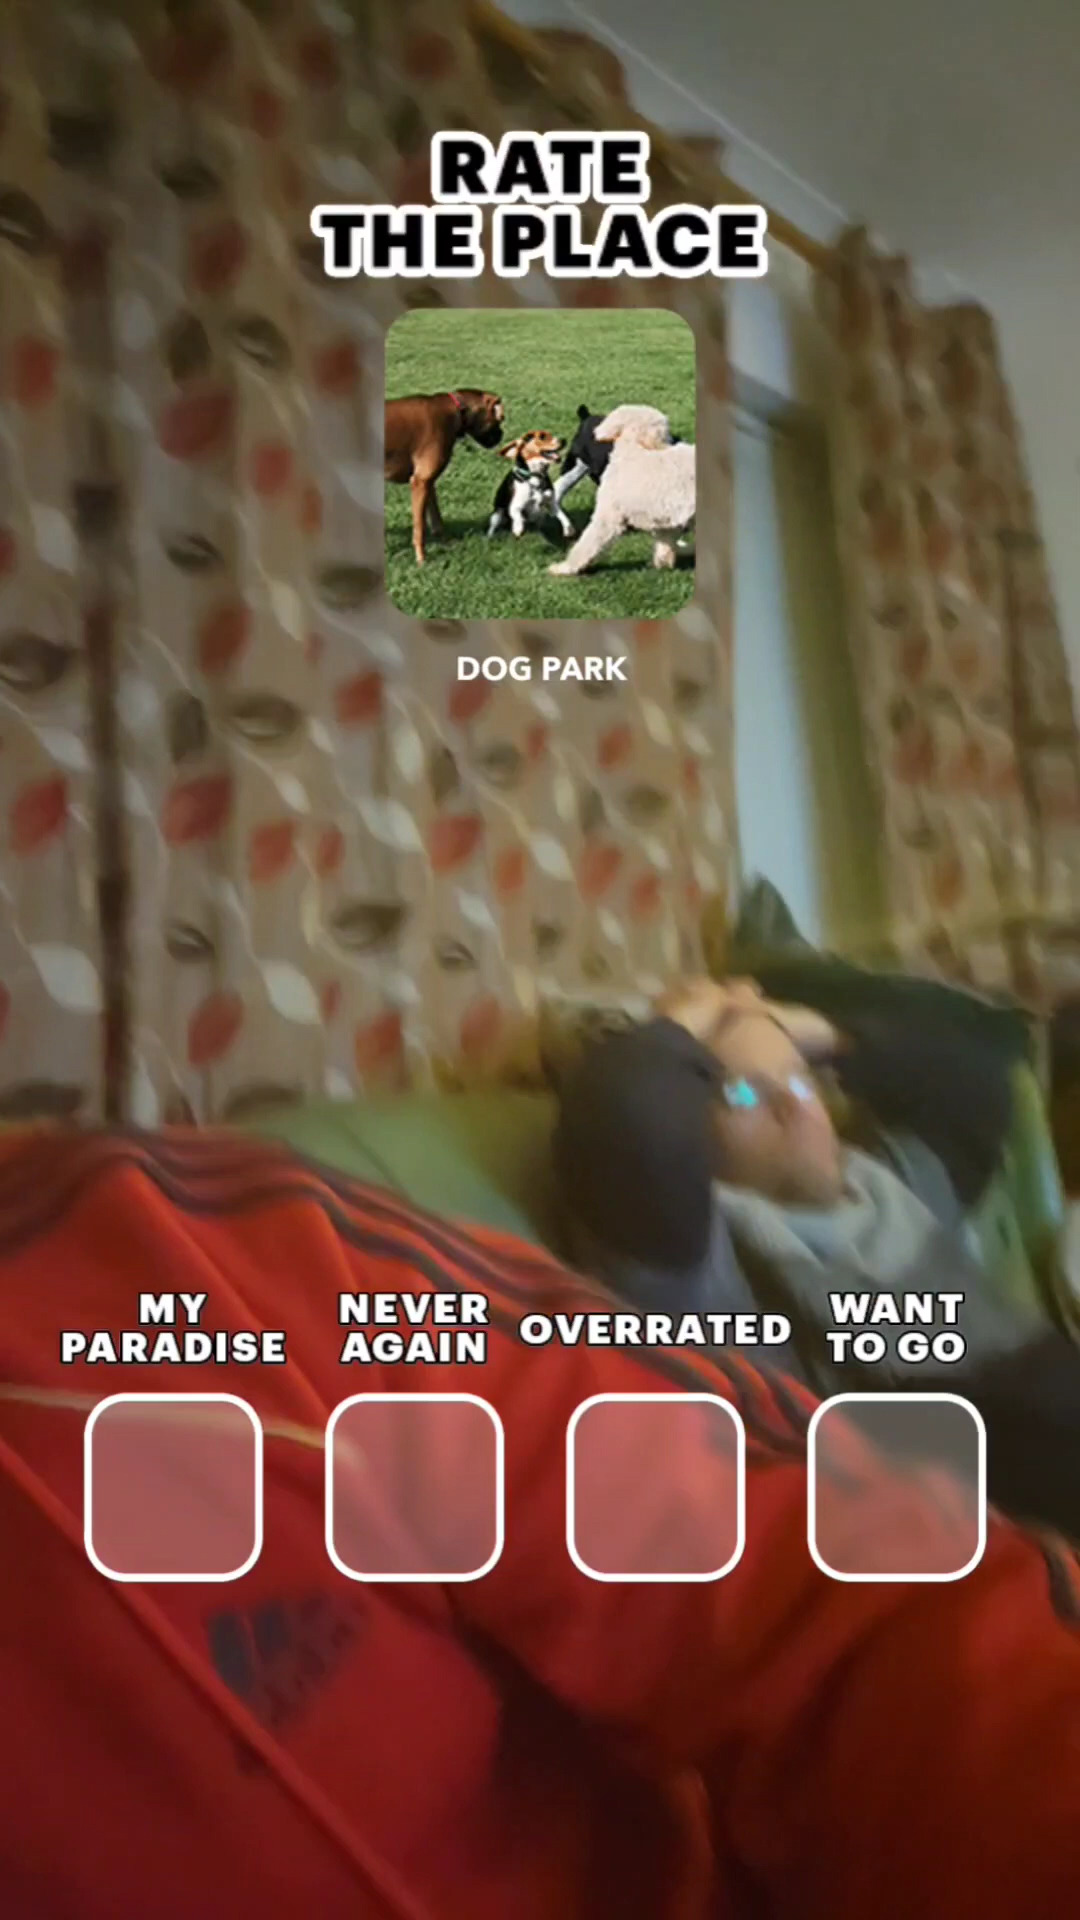 RATE
THE PLACE
DOG PARK
MY
PARADISE
NEVER
AGAIN
OVERRATED
WANT
TO GO